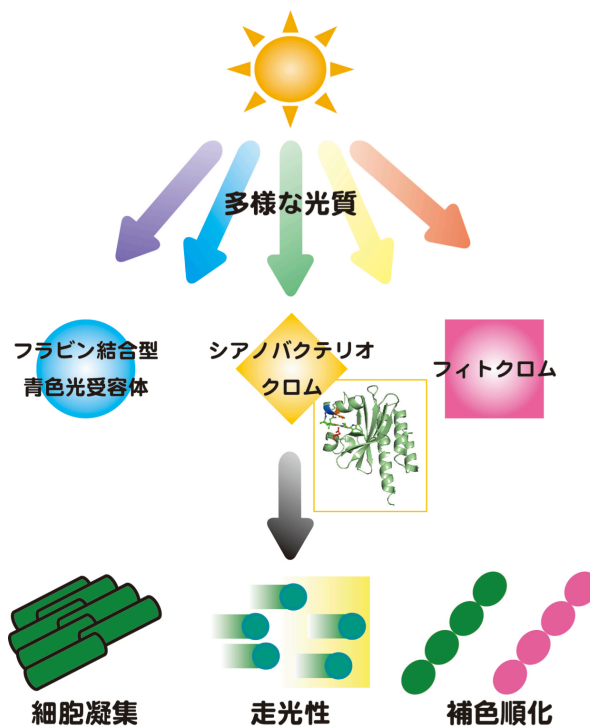 多様な光質
フラビン結合型
青色光受容体
シアノバクテリオ
クロム
フィトクロム
細胞凝集
走光性
補色順化